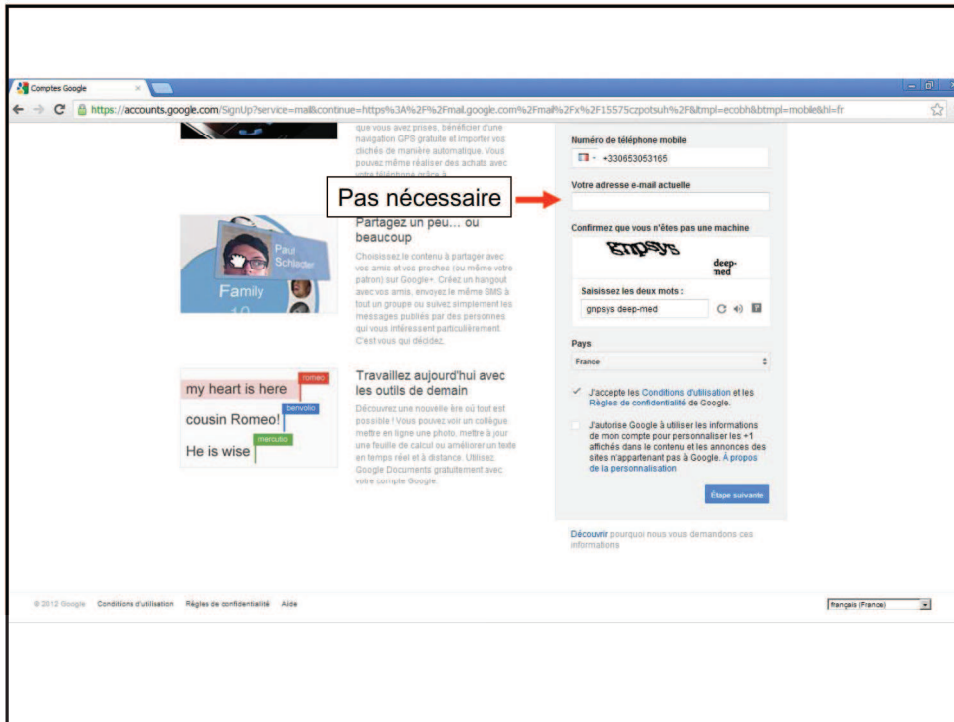 Comptes Google
https://accounts.google.com/SignUp?service=mail&continue=https%3A%2F%2Fmail.google.com%2Fmail%2Fx%2F1557Sczpotsuh%2F&ltmpl=ecobh&btmpl=mobile&hl=fr
que vous avez prises, bénéficier d'une
navigation GPS gratuite et importer vos
clichés de manière automatique. Vous
pouvez même réaliser des achats avec
votre téléphone grâce à
Numéro de téléphone mobile
+330653053165
Votre adresse e-mail actuelle
Pas nécessaire
Partagez un peu... ou
beaucoup
Choisissez le contenu à partager avec
vos amis et vos proches (ou même votre
patron) sur Google+. Créez un hangout
avec vos amis, envoyez le même SMS à
tout un groupe ou suivez simplement les
messages publiés par des personnes
qui vous intéressent particulièrement.
C'est vous qui décidez.
Paul
Schlecter
Family
10
Confirmez que vous n'êtes pas une machine
gnpsys
deep-
med
Saisissez les deux mots :
gnpsys deep-med
Pays
France
Travaillez aujourd'hui avec
les outils de demain
Découvrez une nouvelle ère où tout est
possible ! Vous pouvez voir un collègue
mettre en ligne une photo, mettre à jour
une feuille de calcul ou améliorer un texte
en temps réel et à distance. Utilisez
Google Documents gratuitement avec
votre compte Google.
romeo
my heart is here
benvolio
cousin Romeo!
mercutio
He is wise
J'accepte les Conditions d'utilisation et les
Règles de confidentialité de Google.
J'autorise Google à utiliser les informations
de mon compte pour personnaliser les +1
affichés dans le contenu et les annonces des
sites n'appartenant pas à Google. À propos
de la personnalisation
Étape suivante
Découvrir pourquoi nous vous demandons ces
informations
© 2012 Google Conditions d'utilisation Règles de confidentialité Aide
français (France)